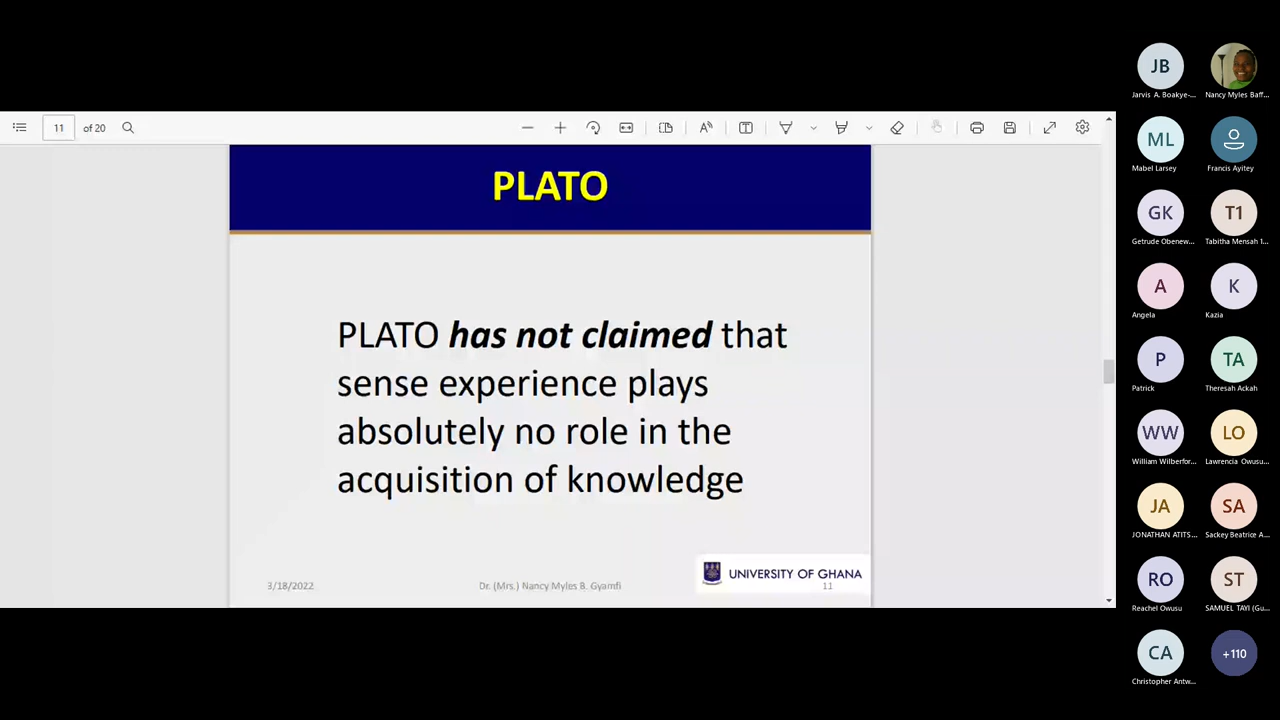 JB
Jarvis A. Boakye-...
Nancy Myles Baff...
11 of 20
PLATO
PLATO has not claimed that
sense experience plays
absolutely no role in the
acquisition of knowledge
3/18/2022
Dr. (Mrs.) Nancy Myles B. Gyamfi
UNIVERSITY OF GHANA
11
ML
Mabel Larsey
Francis Ayitey
GK
Getrude Obenew...
T1
Tabitha Mensah 1...
A
Angela
K
Kazia
P
Patrick
TA
Theresah Ackah
WW
William Wilberfor...
LO
Lawrencia Owusu...
JA
JONATHAN ATITS...
SA
Sackey Beatrice A...
RO
Reachel Owusu
ST
SAMUEL TAYI (Gu...
CA
Christopher Antw...
+110